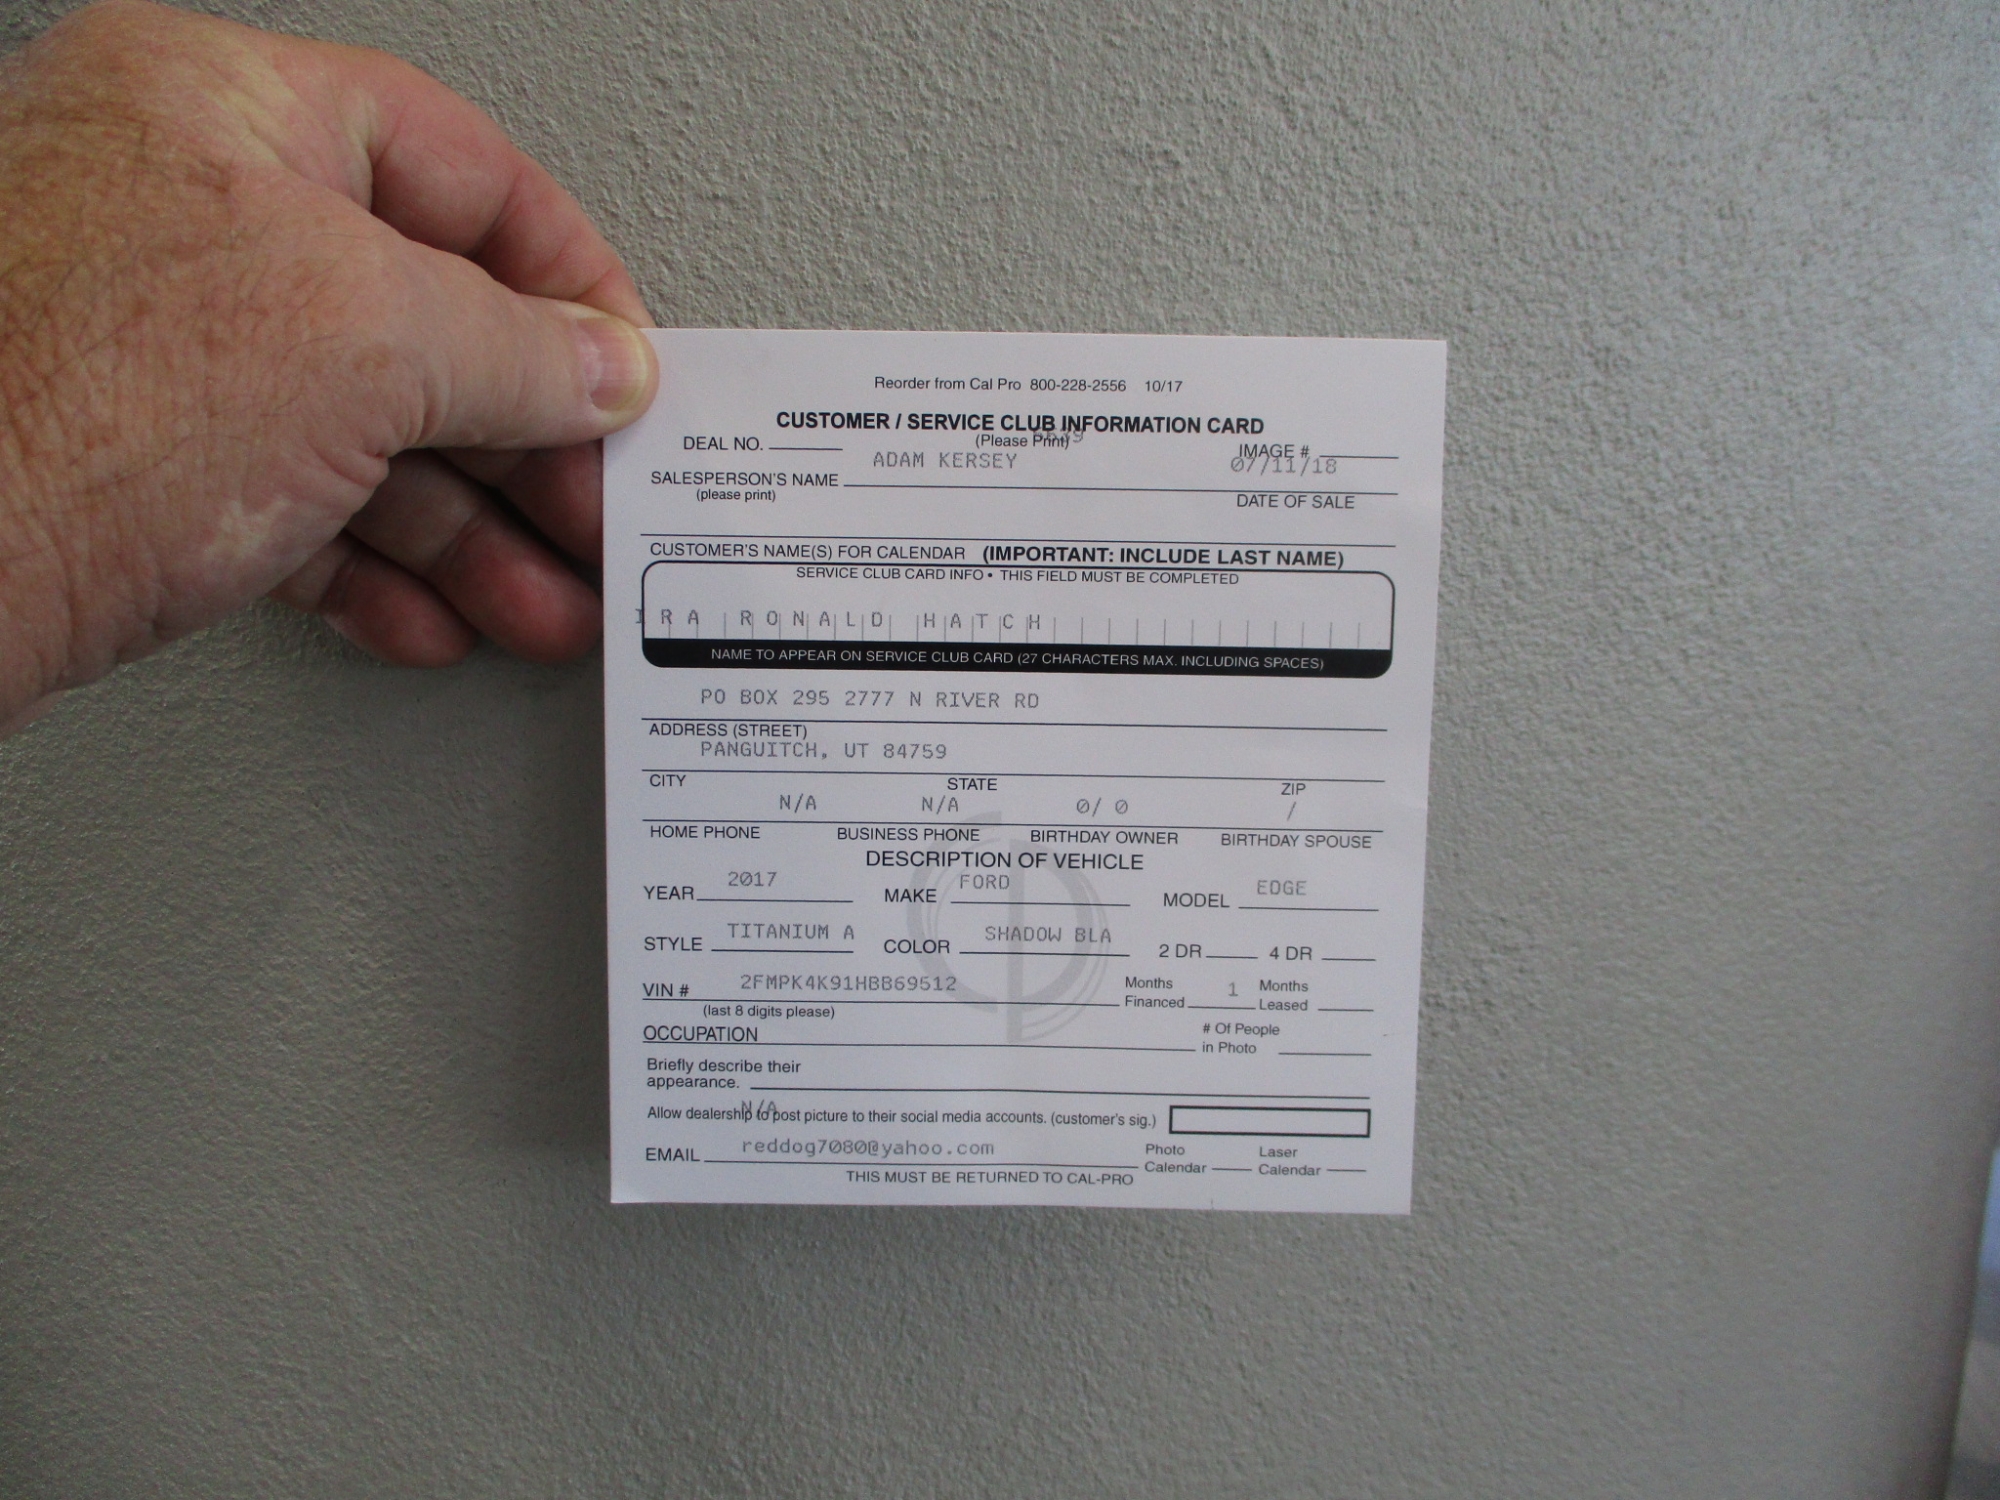 Reorder from Cal Pro 800-228-2556 10/17
CUSTOMER / SERVICE CLUB INFORMATION CARD
DEAL NO. (Please Print) IMAGE #
ADAM KERSEY 07/11/18
SALESPERSON'S NAME
(please print) DATE OF SALE
CUSTOMER'S NAME(S) FOR CALENDAR (IMPORTANT: INCLUDE LAST NAME)
SERVICE CLUB CARD INFO • THIS FIELD MUST BE COMPLETED
IRA RONALD HATCH
NAME TO APPEAR ON SERVICE CLUB CARD (27 CHARACTERS MAX. INCLUDING SPACES)
PO BOX 295 2777 N RIVER RD
ADDRESS (STREET)
PANGUITCH, UT 84759
CITY STATE ZIP
N/A N/A 0/ 0 /
HOME PHONE BUSINESS PHONE BIRTHDAY OWNER BIRTHDAY SPOUSE
DESCRIPTION OF VEHICLE
YEAR 2017 MAKE FORD MODEL EDGE
STYLE TITANIUM A COLOR SHADOW BLA 2 DR 4 DR
VIN # 2FMPK4K91HBB69512 Months Financed 1 Months Leased
(last 8 digits please)
OCCUPATION # Of People in Photo
Briefly describe their
appearance.
N/A
Allow dealership to post picture to their social media accounts. (customer's sig.)
EMAIL reddog7080@yahoo.com Photo Calendar Laser Calendar
THIS MUST BE RETURNED TO CAL-PRO